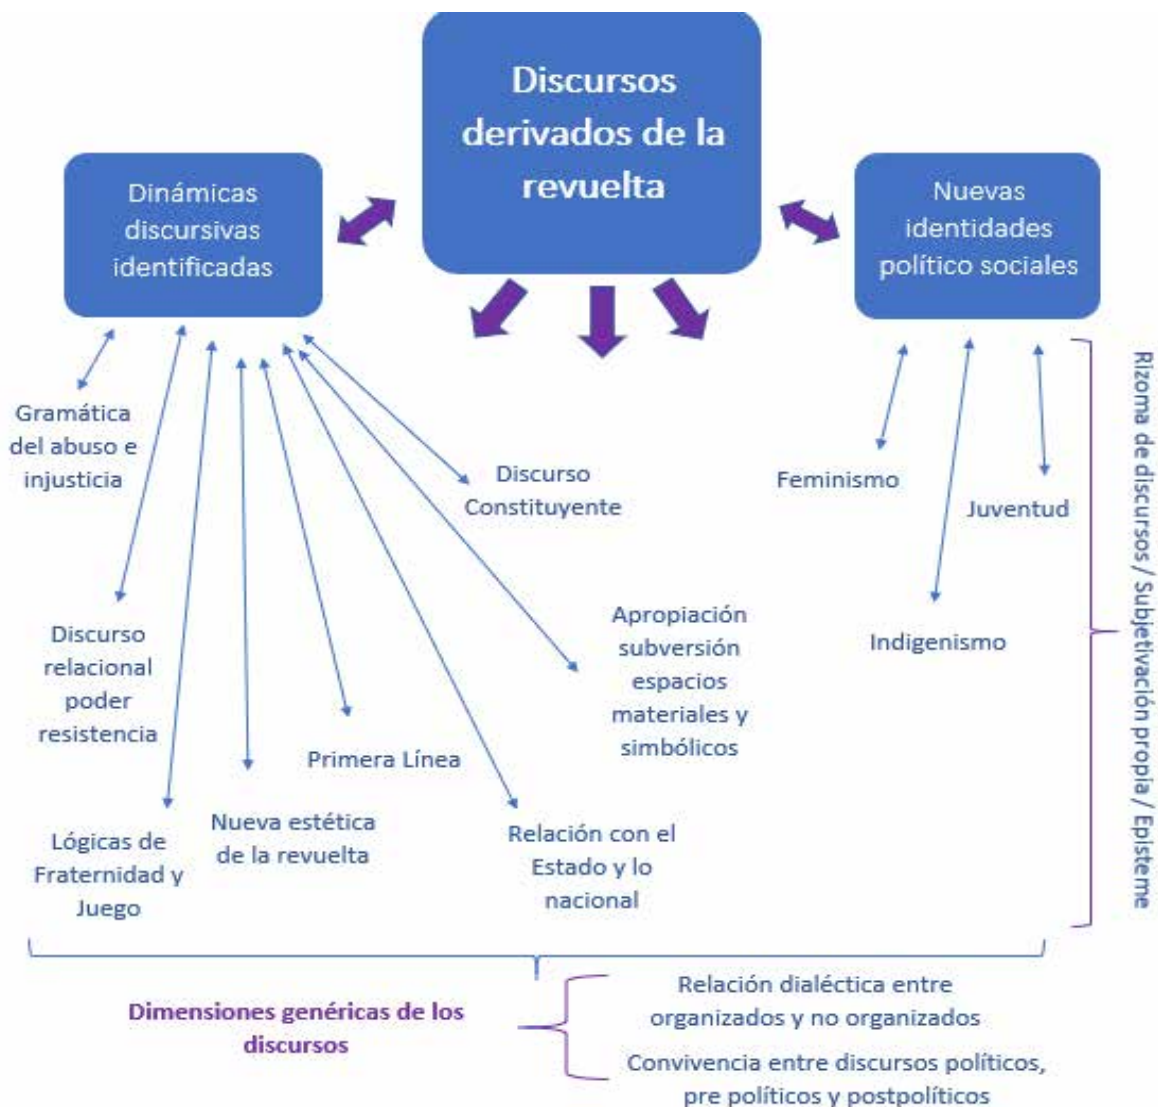 Discursos
derivados de la
revuelta
Dinámicas
discursivas
identificadas
Nuevas
identidades
político sociales
Gramática
del abuso e
injusticia
Discurso
Constituyente
Feminismo
Juventud
Discurso
relacional
poder
resistencia
Apropiación
subversión
espacios
materiales y
simbólicos
Indigenismo
Primera Línea
Lógicas de
Fraternidad y
Juego
Nueva estética
de la revuelta
Relación con el
Estado y lo
nacional
Rizoma de discursos / Subjetivación propia / Episteme
Dimensiones genéricas de los
discursos
Relación dialéctica entre
organizados y no organizados
Convivencia entre discursos políticos,
pre políticos y postpolíticos